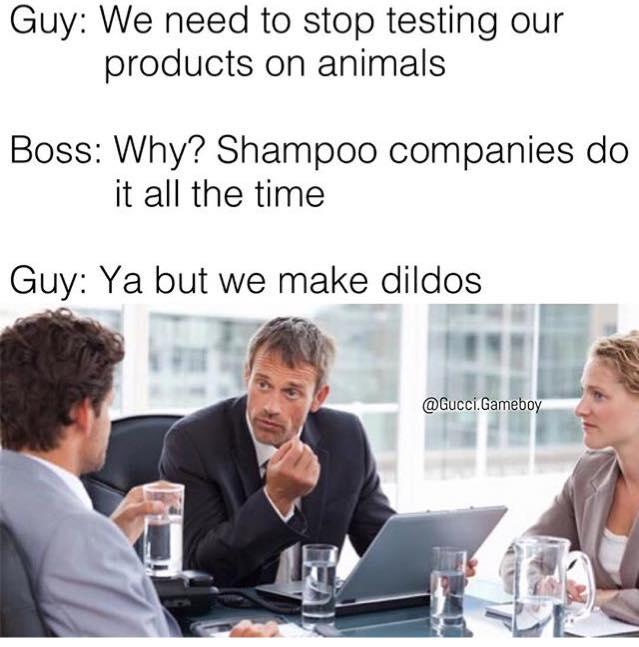 Guy: We need to stop testing our
products on animals
Boss: Why? Shampoo companies do
it all the time
Guy: Ya but we make dildos
@Gucci.Gameboy